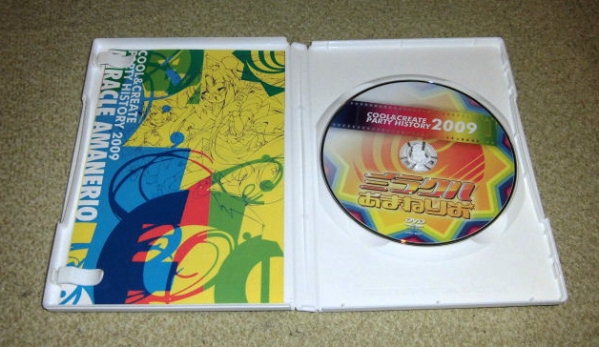 COOL&CREATE
PARTY HISTORY 2009
MIRACLE AMANERIO
COOL&CREATE
PARTY HISTORY 2009
ミラクル
あまねりお
DVD